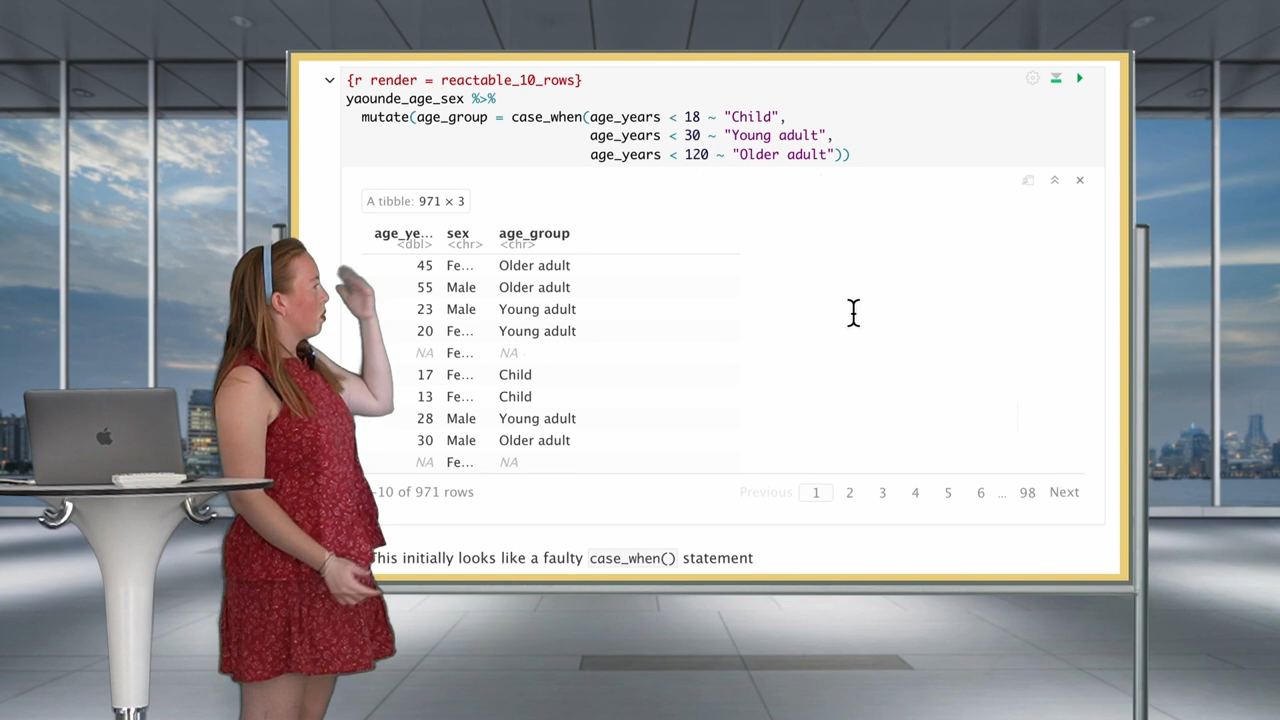 {r render = reactable_10_rows}
yaounde_age_sex %>%
mutate(age_group = case_when(age_years < 18 ~ "Child",
age_years < 30 ~ "Young adult",
age_years < 120 ~ "Older adult"))
A tibble: 971 × 3
age_ye... sex age_group
<dbl> <chr> <chr>
45 Fe... Older adult
55 Male Older adult
23 Male Young adult
20 Fe... Young adult
NA Fe... NA
17 Fe... Child
13 Fe... Child
28 Male Young adult
30 Male Older adult
NA Fe... NA
-10 of 971 rows Previous 1 2 3 4 5 6 ... 98 Next
This initially looks like a faulty case_when() statement